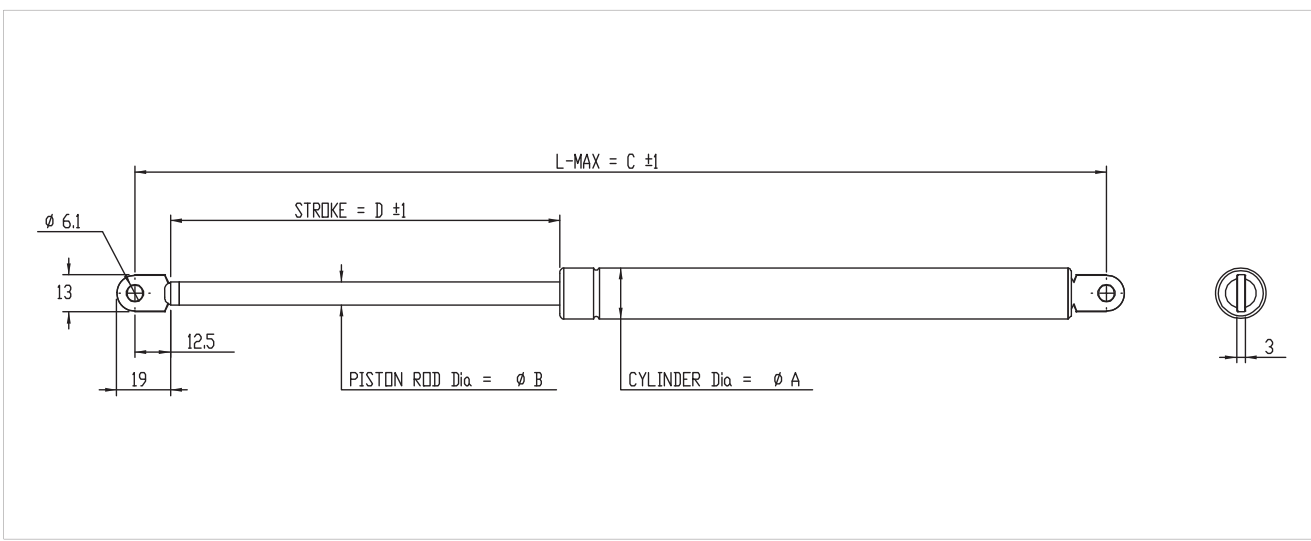 L-MAX = C ±1
STROKE = D ±1
Ø 6.1
13
12.5
19
PISTON ROD Dia = Ø B
CYLINDER Dia = Ø A
3